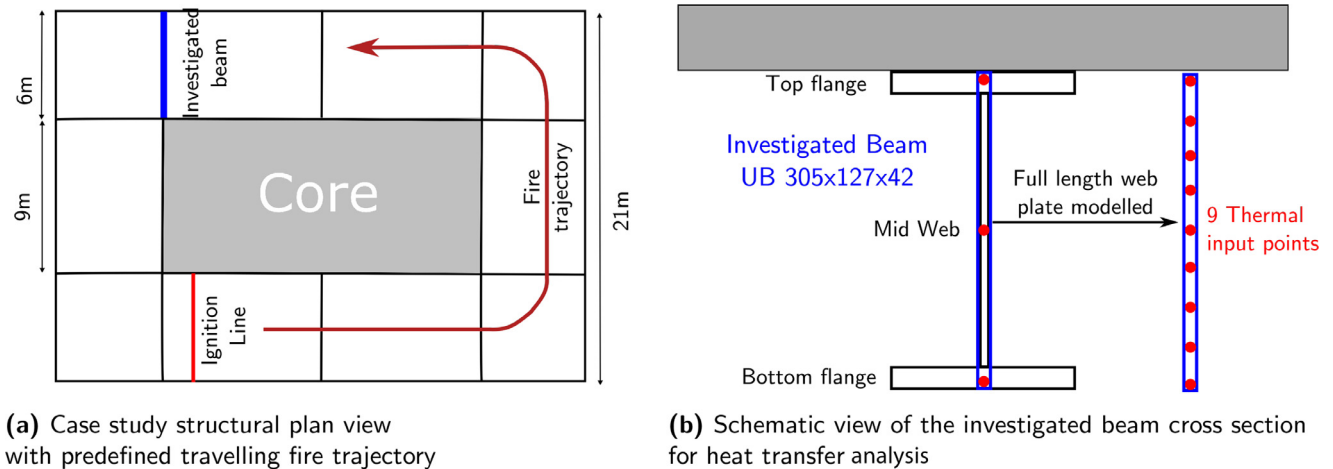 6m
9m
Investigated
beam
Core
Fire
trajectory
21m
Ignition
Line
(a) Case study structural plan view
with predefined travelling fire trajectory
Top flange
Investigated Beam
UB 305x127x42
Mid Web
Full length web
plate modelled
9 Thermal
input points
Bottom flange
(b) Schematic view of the investigated beam cross section
for heat transfer analysis